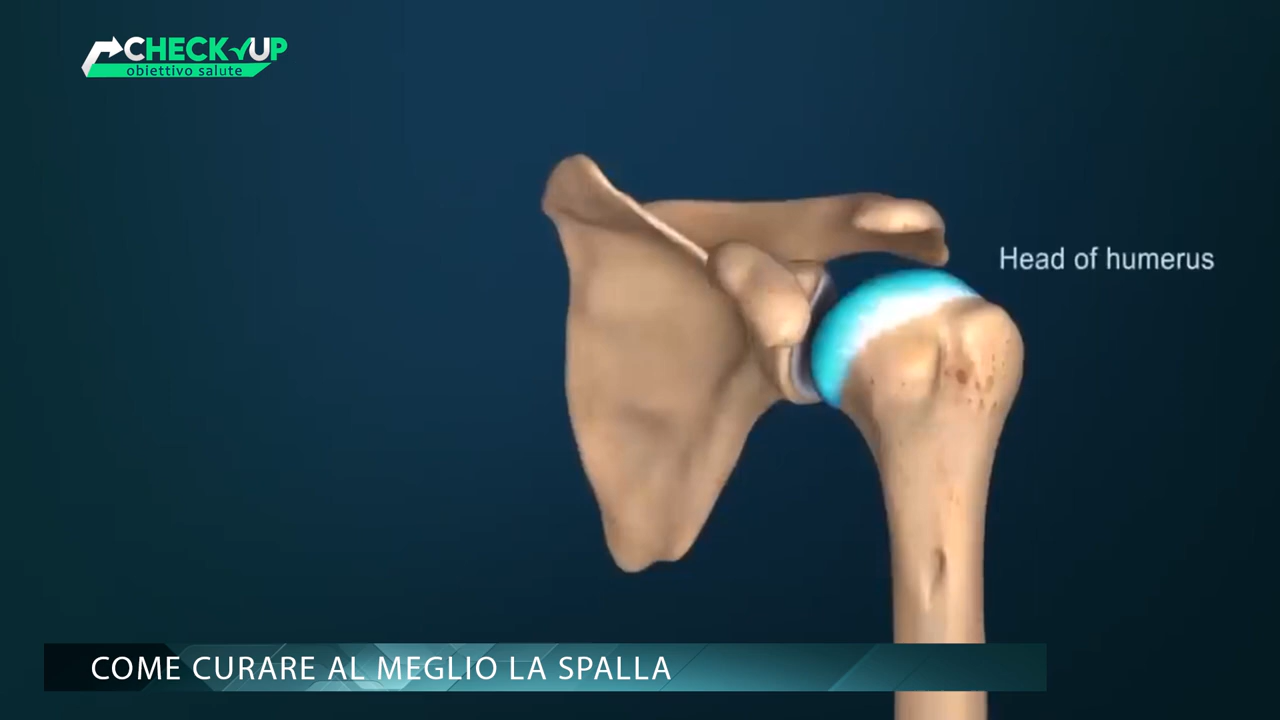 CHECK UP
obiettivo salute
Head of humerus
COME CURARE AL MEGLIO LA SPALLA